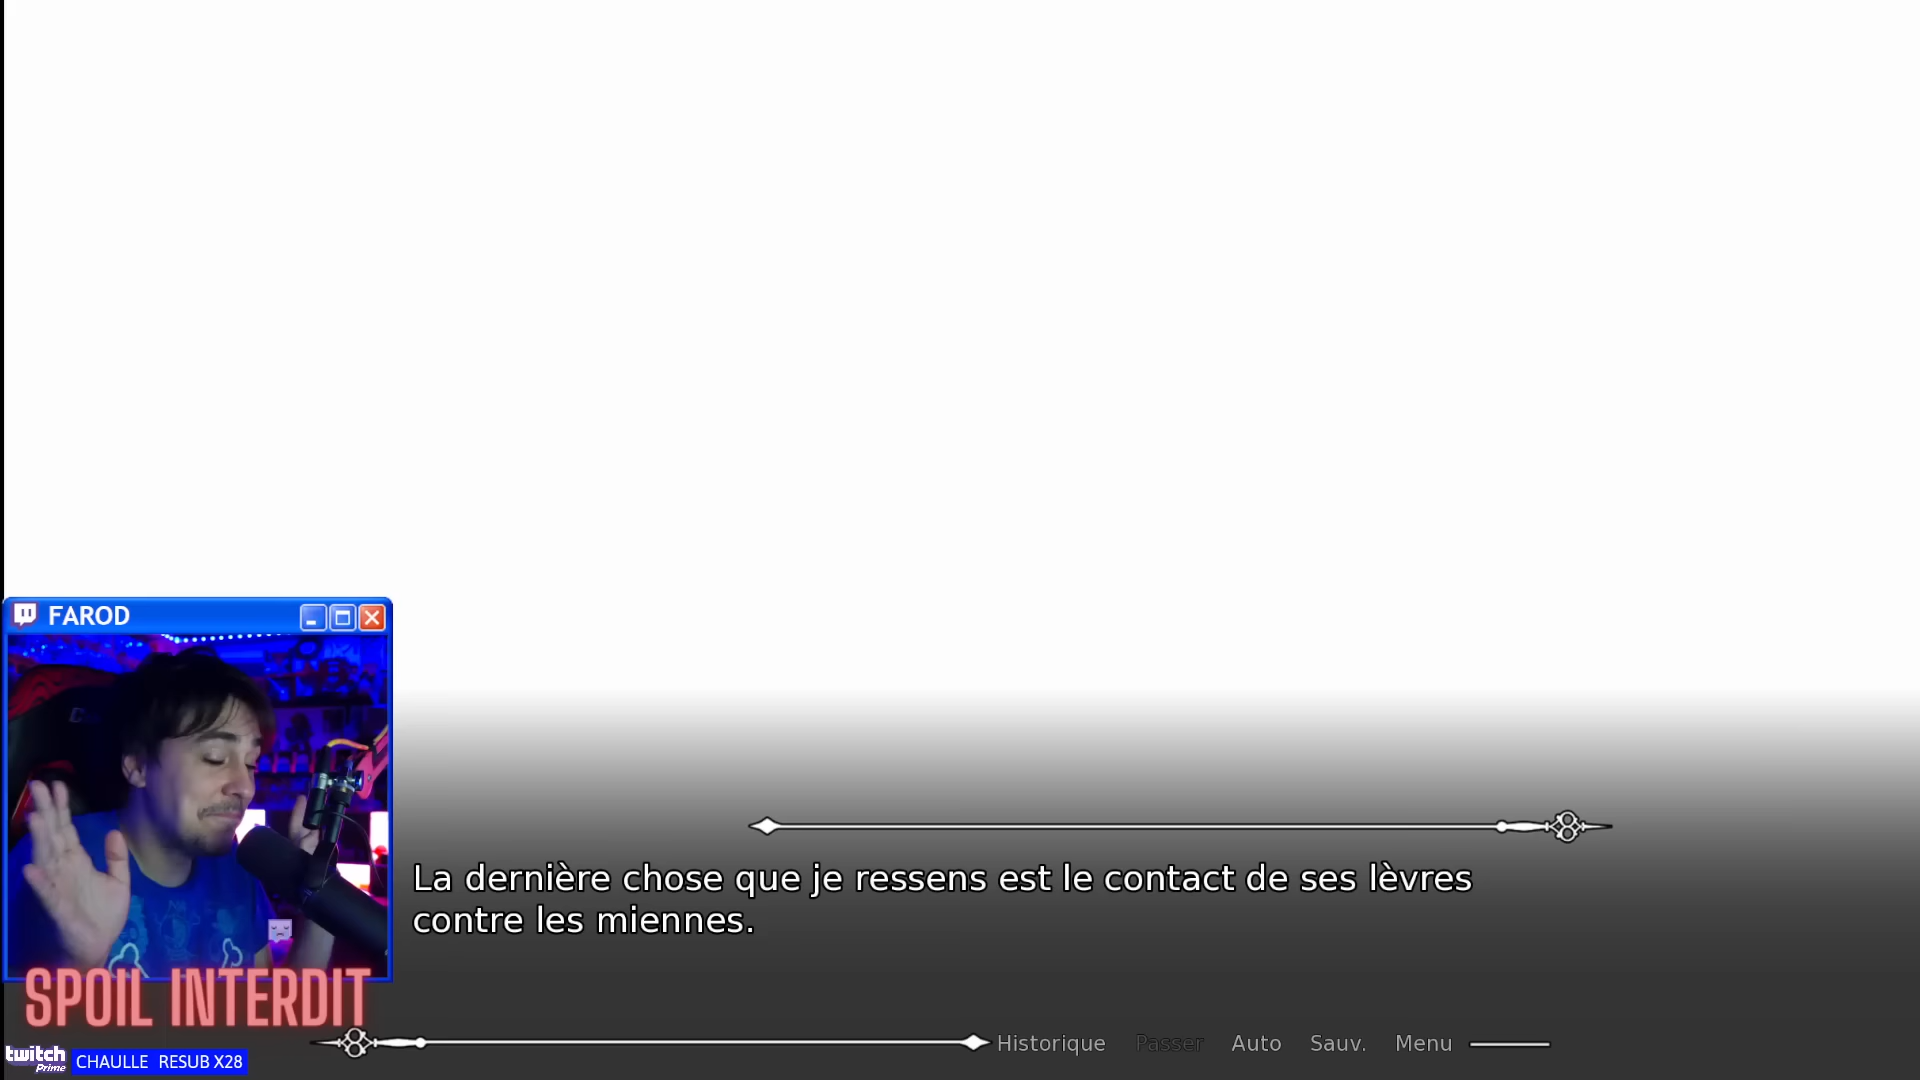 FAROD
La dernière chose que je ressens est le contact de ses lèvres
contre les miennes.
SPOIL INTERDIT
Historique Passer Auto Sauv. Menu
twitch
Prime
CHAULLE RESUB X28